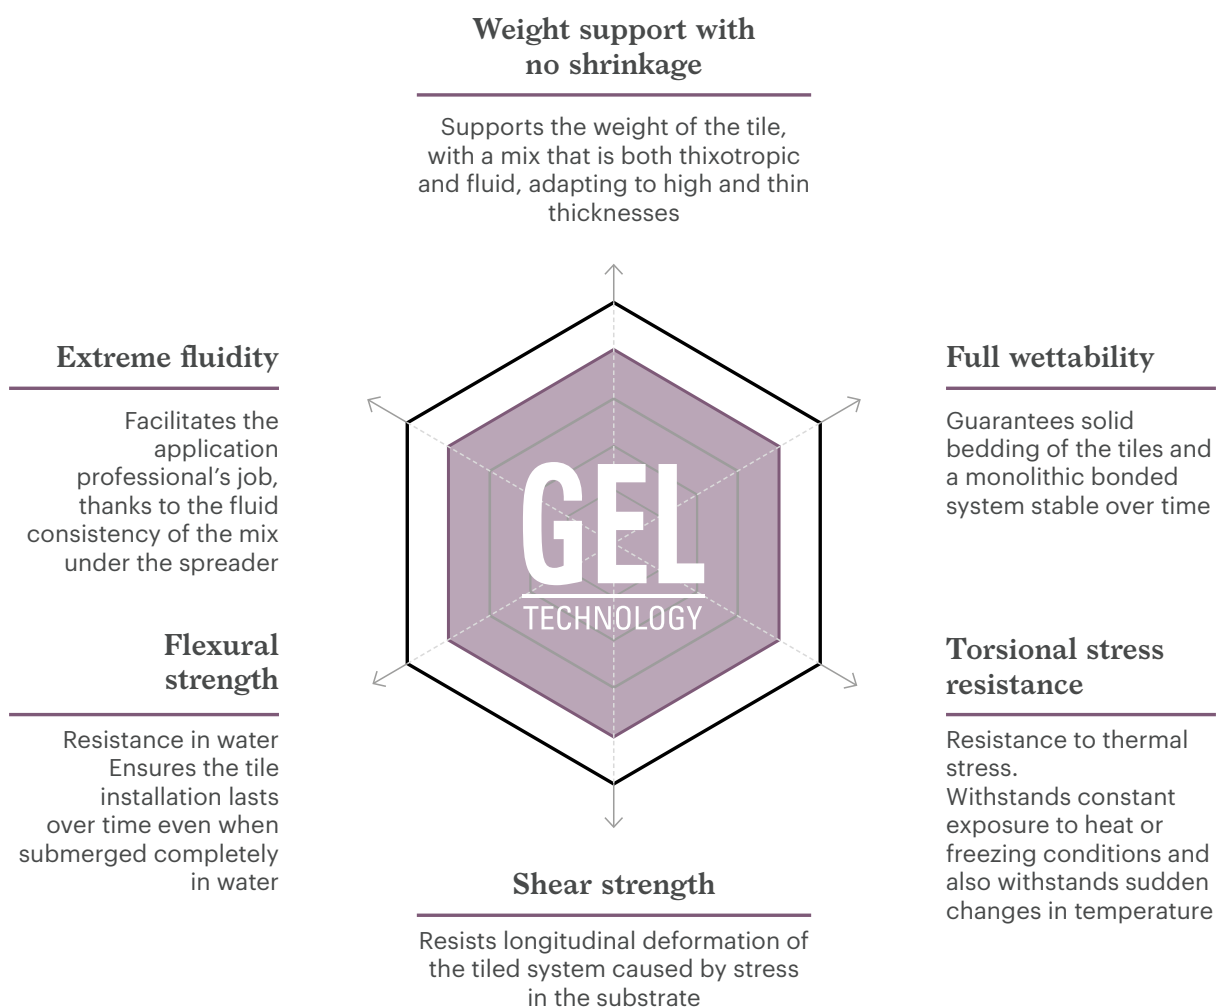 Weight support with
no shrinkage
Supports the weight of the tile,
with a mix that is both thixotropic
and fluid, adapting to high and thin
thicknesses
Extreme fluidity
Facilitates the
application
professional’s job,
thanks to the fluid
consistency of the mix
under the spreader
Full wettability
Guarantees solid
bedding of the tiles and
a monolithic bonded
system stable over time
GEL
TECHNOLOGY
Flexural
strength
Resistance in water
Ensures the tile
installation lasts
over time even when
submerged completely
in water
Torsional stress
resistance
Resistance to thermal
stress.
Withstands constant
exposure to heat or
freezing conditions and
also withstands sudden
changes in temperature
Shear strength
Resists longitudinal deformation of
the tiled system caused by stress
in the substrate